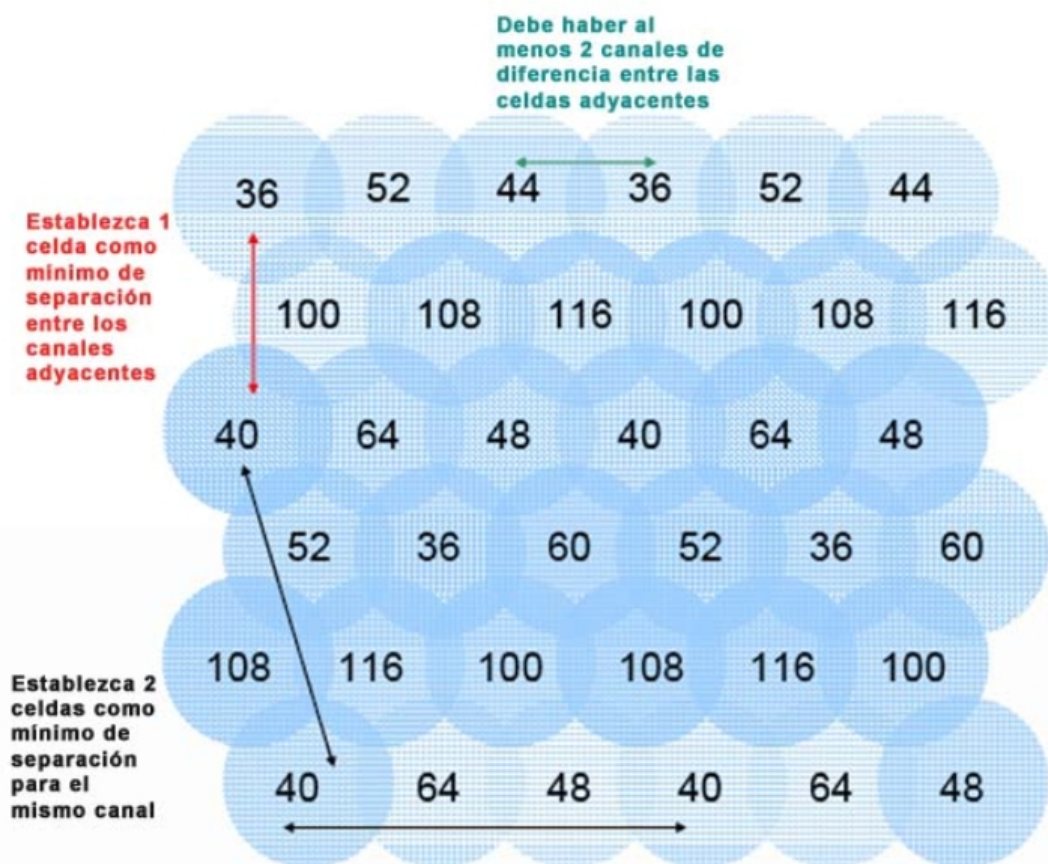 Debe haber al
menos 2 canales de
diferencia entre las
celdas adyacentes
36 52 44 36 52 44
Establezca 1
celda como
mínimo de
separación
entre los
canales
adyacentes
100 108 116 100 108 116
40 64 48 40 64 48
52 36 60 52 36 60
108 116 100 108 116 100
Establezca 2
celdas como
mínimo de
separación
para el
mismo canal
40 64 48 40 64 48